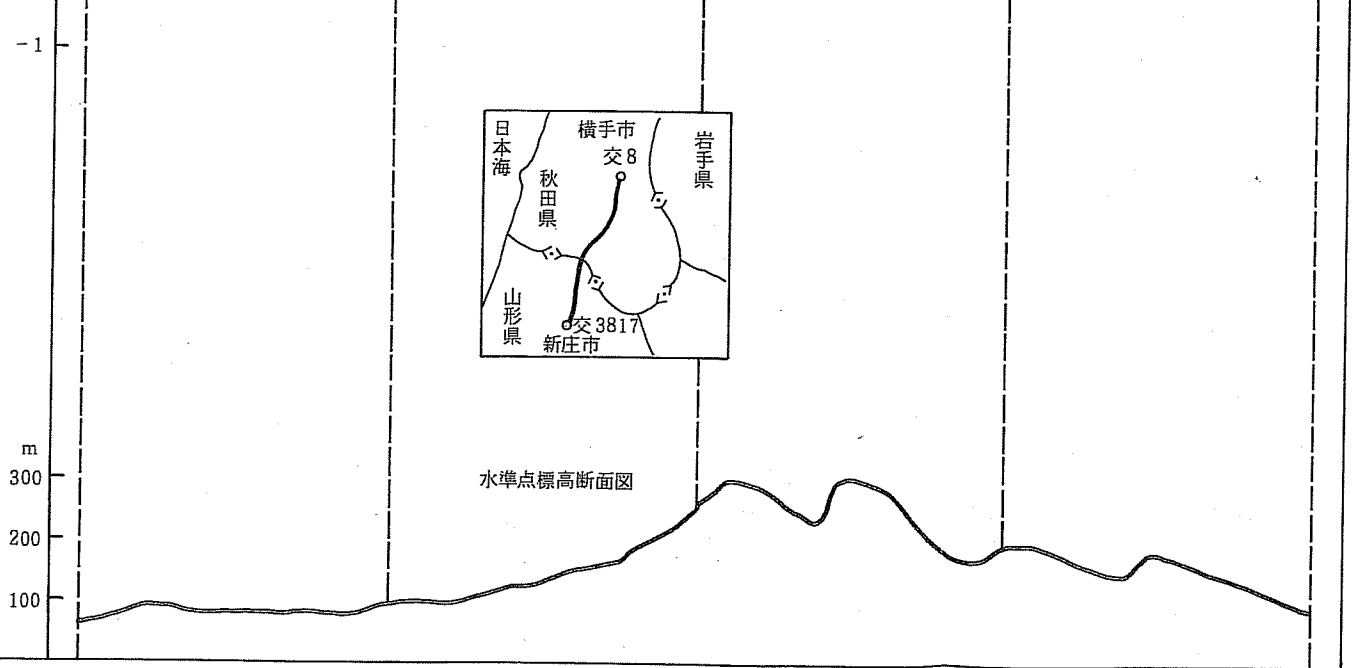 -1
日本海
秋田県
横手市
交8
岩手県
山形県
交3817
新庄市
m
300
200
100
水準点標高断面図